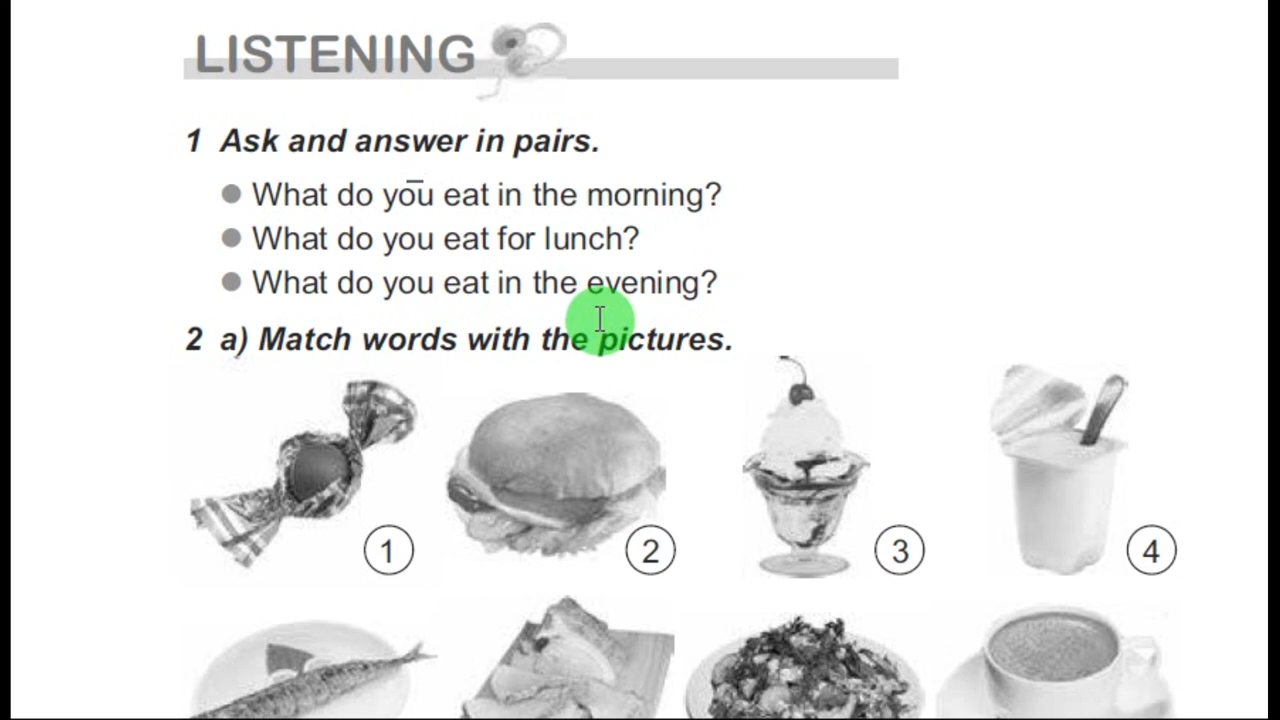 LISTENING
1 Ask and answer in pairs.
What do you eat in the morning?
What do you eat for lunch?
What do you eat in the evening?
2 a) Match words with the pictures.
1
2
3
4